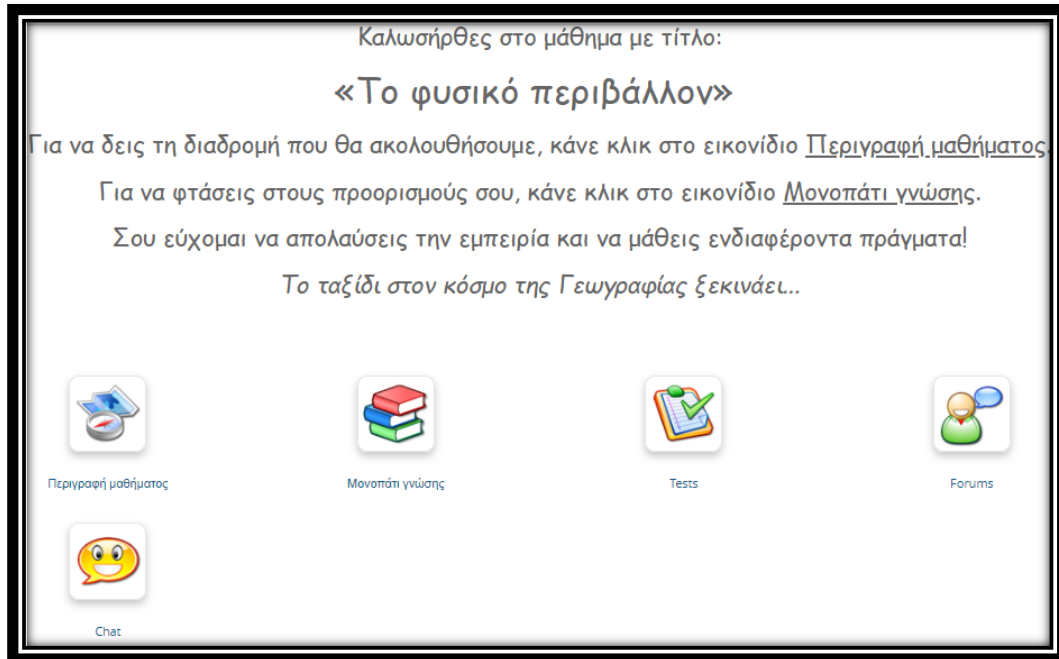 Καλωσήρθες στο μάθημα με τίτλο:
«Το φυσικό περιβάλλον»
Για να δεις τη διαδρομή που θα ακολουθήσουμε, κάνε κλικ στο εικονίδιο Περιγραφή μαθήματος.
Για να φτάσεις στους προορισμούς σου, κάνε κλικ στο εικονίδιο Μονοπάτι γνώσης.
Σου εύχομαι να απολαύσεις την εμπειρία και να μάθεις ενδιαφέροντα πράγματα!
Το ταξίδι στον κόσμο της Γεωγραφίας ξεκινάει...
Περιγραφή μαθήματος
Μονοπάτι γνώσης
Tests
Forums
Chat